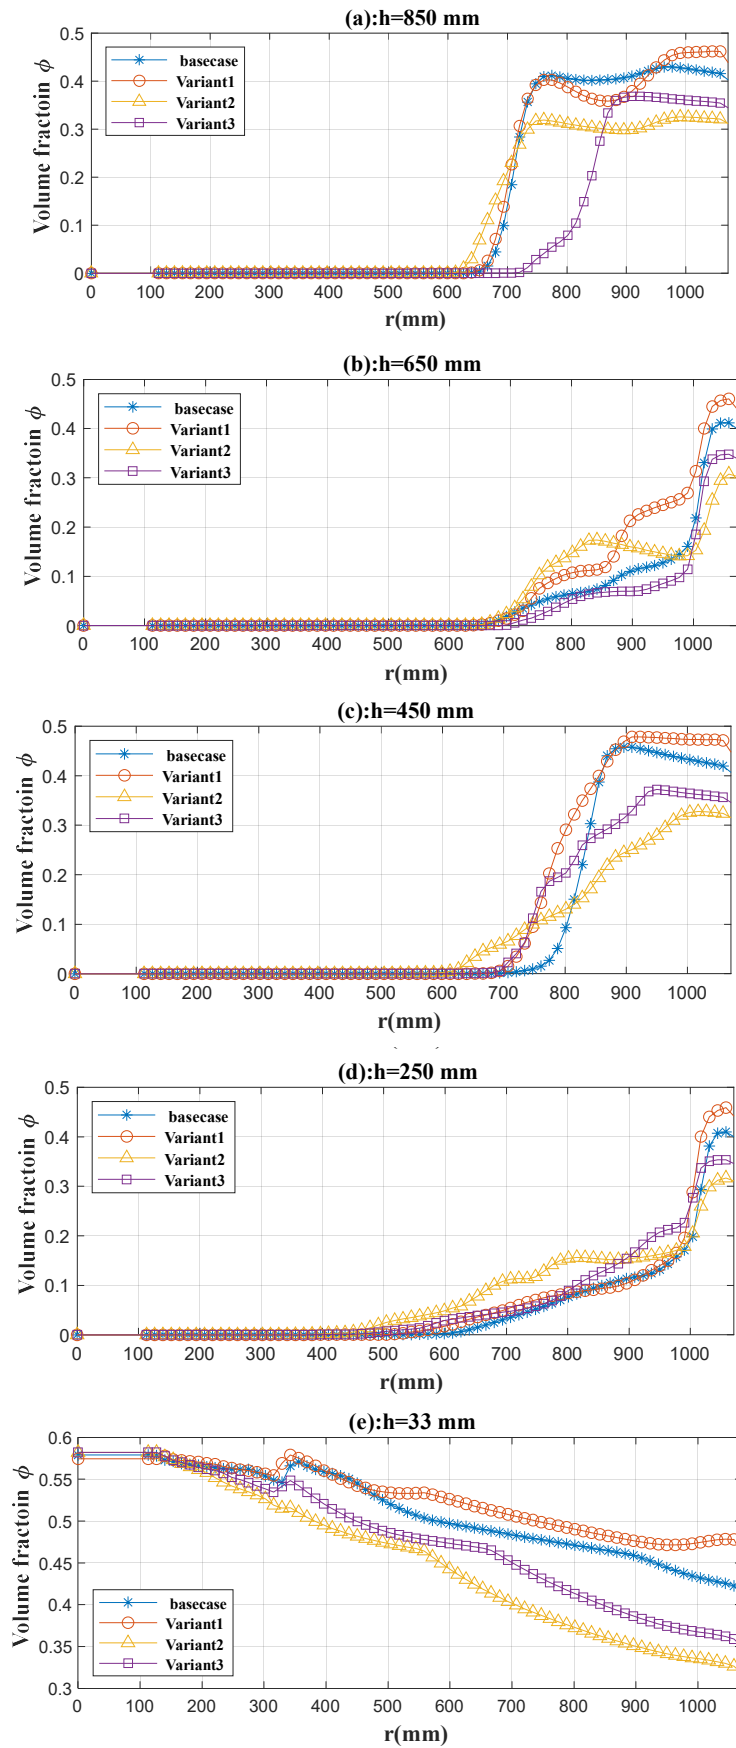 (a):h=850 mm
Volume fractoin ϕ
0.5
0.4
0.3
0.2
0.1
0
basecase
Variant1
Variant2
Variant3
0 100 200 300 400 500 600 700 800 900 1000
r(mm)
(b):h=650 mm
Volume fractoin ϕ
0.5
0.4
0.3
0.2
0.1
0
basecase
Variant1
Variant2
Variant3
0 100 200 300 400 500 600 700 800 900 1000
r(mm)
(c):h=450 mm
Volume fractoin ϕ
0.5
0.4
0.3
0.2
0.1
0
basecase
Variant1
Variant2
Variant3
0 100 200 300 400 500 600 700 800 900 1000
r(mm)
(d):h=250 mm
Volume fractoin ϕ
0.5
0.4
0.3
0.2
0.1
0
basecase
Variant1
Variant2
Variant3
0 100 200 300 400 500 600 700 800 900 1000
r(mm)
(e):h=33 mm
Volume fractoin ϕ
0.6
0.55
0.5
0.45
0.4
0.35
0.3
basecase
Variant1
Variant2
Variant3
0 100 200 300 400 500 600 700 800 900 1000
r(mm)